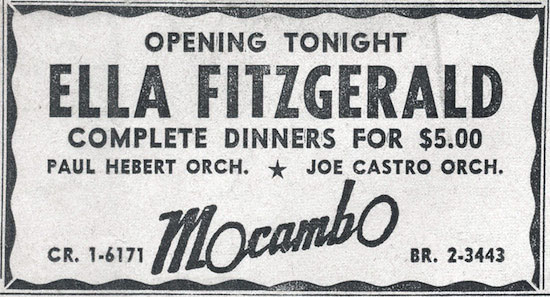 OPENING TONIGHT
ELLA FITZGERALD
COMPLETE DINNERS FOR $5.00
PAUL HEBERT ORCH. ★ JOE CASTRO ORCH.
Mocambo
CR. 1-6171 BR. 2-3443